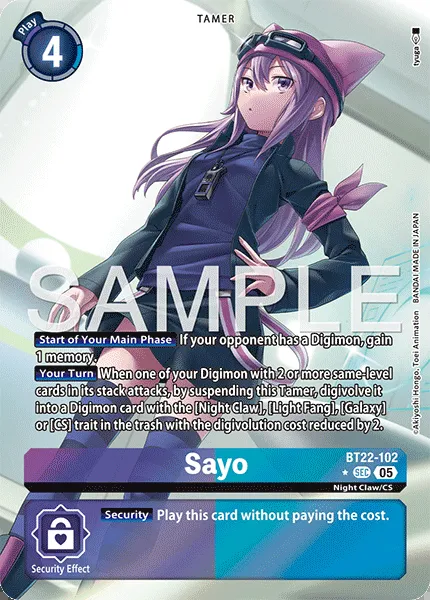 TAMER
Play
4
tyuga
SAMPLE
Start of Your Main Phase If your opponent has a Digimon, gain
1 memory.
Your Turn When one of your Digimon with 2 or more same-level
cards in its stack attacks, by suspending this Tamer, digivolve it
into a Digimon card with the [Night Claw], [Light Fang], [Galaxy]
or [CS] trait in the trash with the digivolution cost reduced by 2.
©Akiyoshi Hongo, Toei Animation BANDAI MADE IN JAPAN
Sayo
BT22-102
SEC 05
Night Claw/CS
Security Play this card without paying the cost.
Security Effect